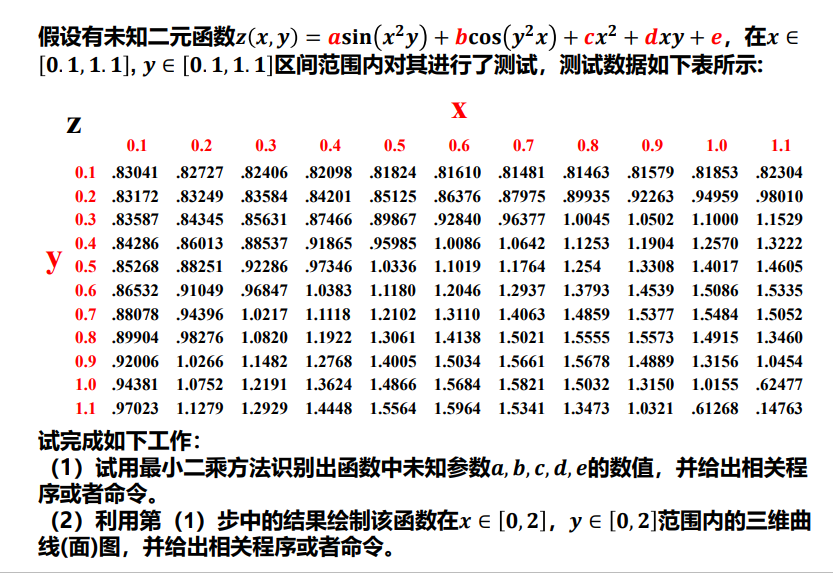 假设有未知二元函数z(x, y) = asin(x²y) + bcos(y²x) + cx² + dxy + e，在x ∈
[0.1, 1.1], y ∈ [0.1, 1.1]区间范围内对其进行了测试，测试数据如下表所示:
x
z
0.1 0.2 0.3 0.4 0.5 0.6 0.7 0.8 0.9 1.0 1.1
0.1 .83041 .82727 .82406 .82098 .81824 .81610 .81481 .81463 .81579 .81853 .82304
0.2 .83172 .83249 .83584 .84201 .85125 .86376 .87975 .89935 .92263 .94959 .98010
0.3 .83587 .84345 .85631 .87466 .89867 .92840 .96377 1.0045 1.0502 1.1000 1.1529
0.4 .84286 .86013 .88537 .91865 .95985 1.0086 1.0642 1.1253 1.1904 1.2570 1.3222
y 0.5 .85268 .88251 .92286 .97346 1.0336 1.1019 1.1764 1.254 1.3308 1.4017 1.4605
0.6 .86532 .91049 .96847 1.0383 1.1180 1.2046 1.2937 1.3793 1.4539 1.5086 1.5335
0.7 .88078 .94396 1.0217 1.1118 1.2102 1.3110 1.4063 1.4859 1.5377 1.5484 1.5052
0.8 .89904 .98276 1.0820 1.1922 1.3061 1.4138 1.5021 1.5555 1.5573 1.4915 1.3460
0.9 .92006 1.0266 1.1482 1.2768 1.4005 1.5034 1.5661 1.5678 1.4889 1.3156 1.0454
1.0 .94381 1.0752 1.2191 1.3624 1.4866 1.5684 1.5821 1.5032 1.3150 1.0155 .62477
1.1 .97023 1.1279 1.2929 1.4448 1.5564 1.5964 1.5341 1.3473 1.0321 .61268 .14763
试完成如下工作：
（1）试用最小二乘方法识别出函数中未知参数a, b, c, d, e的数值，并给出相关程
序或者命令。
（2）利用第（1）步中的结果绘制该函数在x ∈ [0, 2]，y ∈ [0, 2]范围内的三维曲
线(面)图，并给出相关程序或者命令。